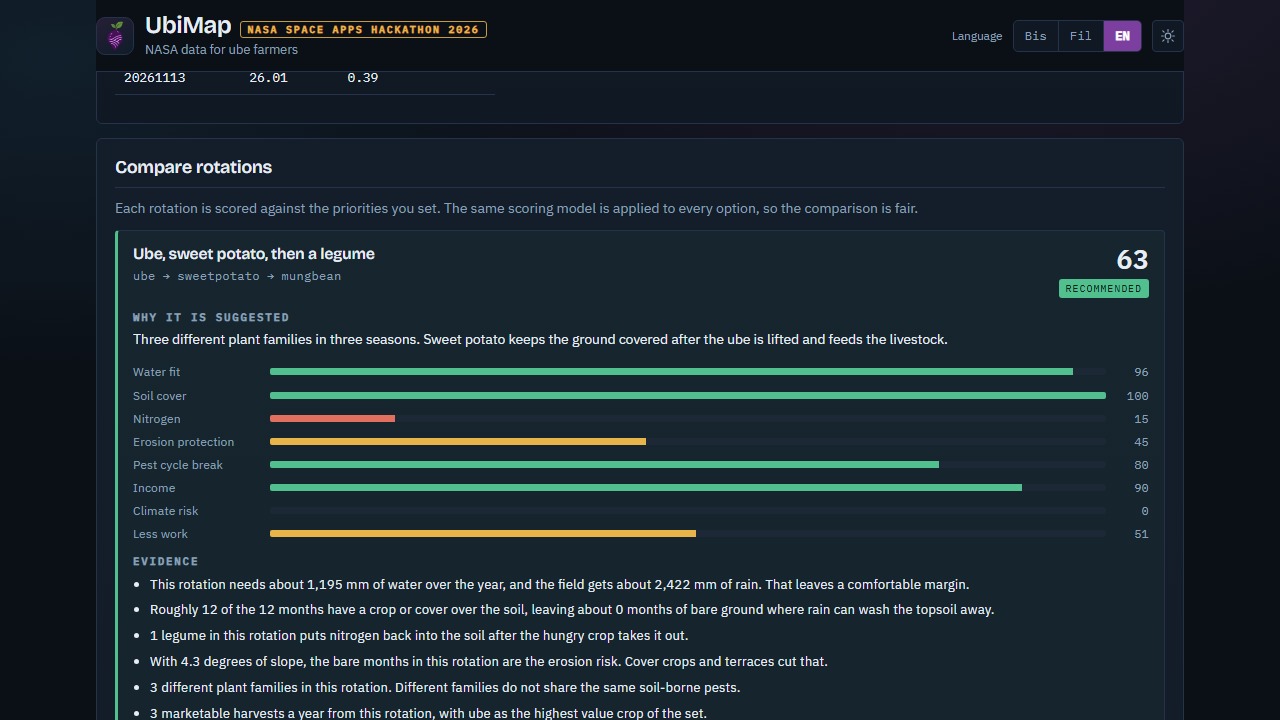 UbiMap NASA SPACE APPS HACKATHON 2026
NASA data for ube farmers
Language Bis Fil EN
20261113 26.01 0.39
Compare rotations
Each rotation is scored against the priorities you set. The same scoring model is applied to every option, so the comparison is fair.
Ube, sweet potato, then a legume 63
ube → sweetpotato → mungbean
RECOMMENDED
WHY IT IS SUGGESTED
Three different plant families in three seasons. Sweet potato keeps the ground covered after the ube is lifted and feeds the livestock.
Water fit 96
Soil cover 100
Nitrogen 15
Erosion protection 45
Pest cycle break 80
Income 90
Climate risk 0
Less work 51
EVIDENCE
• This rotation needs about 1,195 mm of water over the year, and the field gets about 2,422 mm of rain. That leaves a comfortable margin.
• Roughly 12 of the 12 months have a crop or cover over the soil, leaving about 0 months of bare ground where rain can wash the topsoil away.
• 1 legume in this rotation puts nitrogen back into the soil after the hungry crop takes it out.
• With 4.3 degrees of slope, the bare months in this rotation are the erosion risk. Cover crops and terraces cut that.
• 3 different plant families in this rotation. Different families do not share the same soil-borne pests.
• 3 marketable harvests a year from this rotation, with ube as the highest value crop of the set.